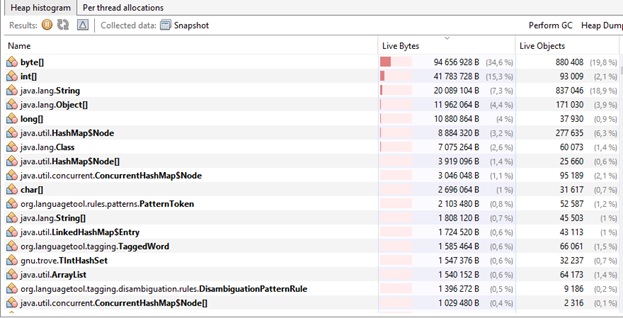 Heap histogram Per thread allocations
Results: Collected data: Snapshot Perform GC Heap Dum
Name Live Bytes Live Objects
byte[] 94 656 928 B (34,6 %) 880 408 (19,8 %)
int[] 41 783 728 B (15,3 %) 93 009 (2,1 %)
java.lang.String 20 089 104 B (7,3 %) 837 046 (18,9 %)
java.lang.Object[] 11 962 064 B (4,4 %) 171 030 (3,9 %)
long[] 10 880 864 B (4 %) 37 930 (0,9 %)
java.util.HashMap$Node 8 884 320 B (3,2 %) 277 635 (6,3 %)
java.lang.Class 7 075 264 B (2,6 %) 60 073 (1,4 %)
java.util.HashMap$Node[] 3 919 096 B (1,4 %) 25 660 (0,6 %)
java.util.concurrent.ConcurrentHashMap$Node 3 046 048 B (1,1 %) 95 189 (2,1 %)
char[] 2 696 064 B (1 %) 31 617 (0,7 %)
org.languagetool.rules.patterns.PatternToken 2 103 480 B (0,8 %) 52 587 (1,2 %)
java.lang.String[] 1 808 120 B (0,7 %) 45 503 (1 %)
java.util.LinkedHashMap$Entry 1 724 520 B (0,6 %) 43 113 (1 %)
org.languagetool.tagging.TaggedWord 1 585 464 B (0,6 %) 66 061 (1,5 %)
gnu.trove.TIntHashSet 1 547 376 B (0,6 %) 32 237 (0,7 %)
java.util.ArrayList 1 540 152 B (0,6 %) 64 173 (1,4 %)
org.languagetool.tagging.disambiguation.rules.DisambiguationPatternRule 1 396 272 B (0,5 %) 9 186 (0,2 %)
java.util.concurrent.ConcurrentHashMap$Node[] 1 029 480 B (0,4 %) 2 316 (0,1 %)